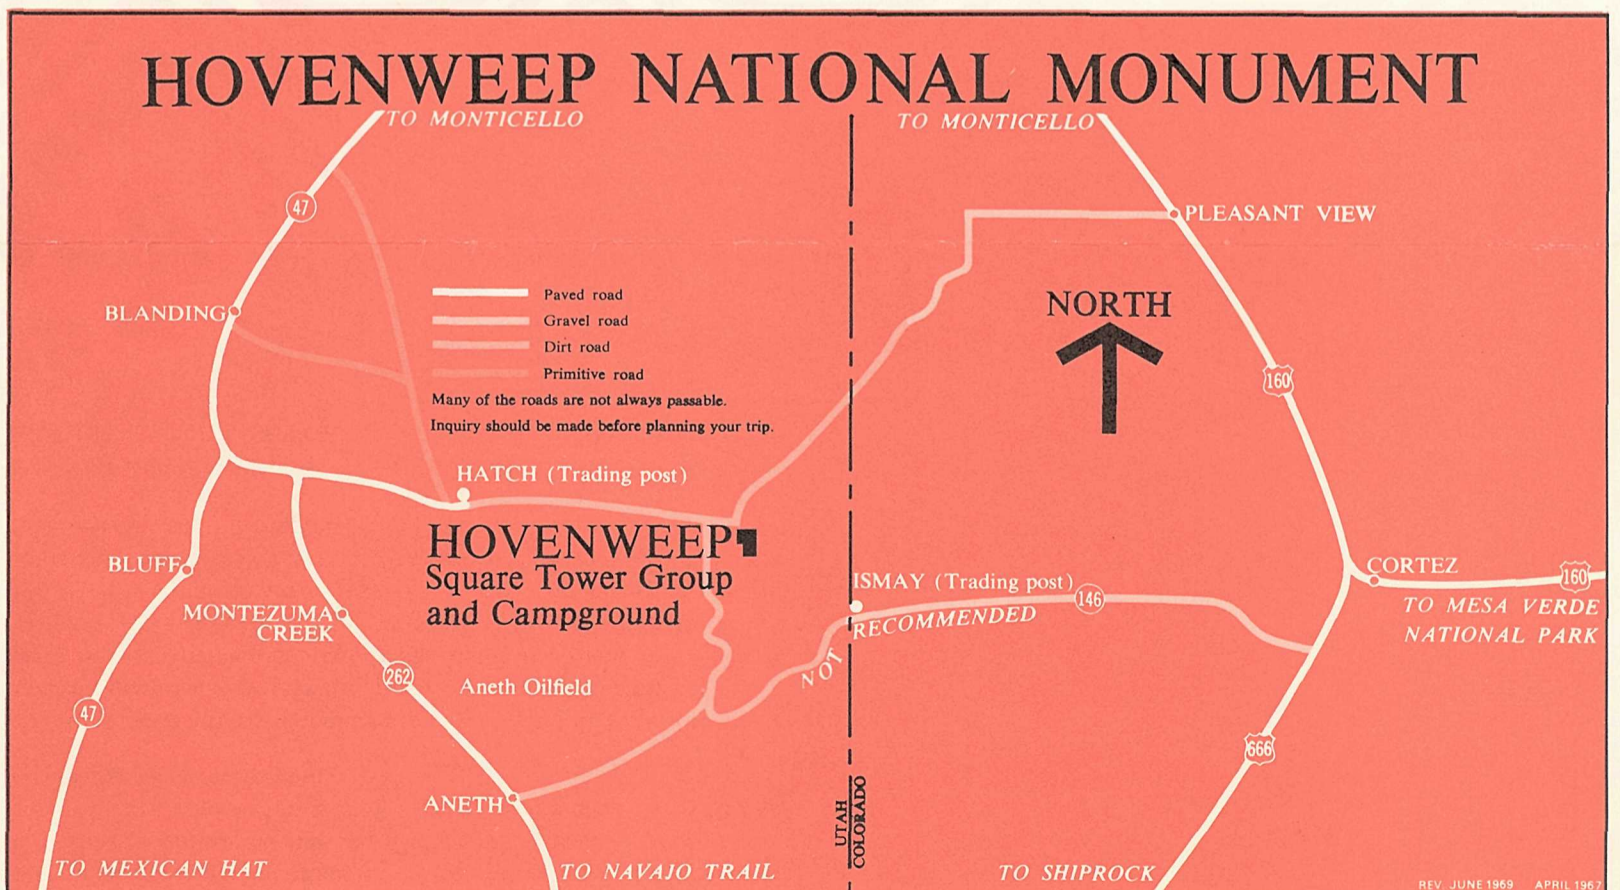 HOVENWEEP NATIONAL MONUMENT
TO MONTICELLO
TO MONTICELLO
47
PLEASANT VIEW
BLANDING
Paved road
Gravel road
Dirt road
Primitive road
Many of the roads are not always passable.
Inquiry should be made before planning your trip.
NORTH
160
HATCH (Trading post)
HOVENWEEP
Square Tower Group
and Campground
BLUFF
MONTEZUMA
CREEK
ISMAY (Trading post)
146
NOT RECOMMENDED
CORTEZ
160
TO MESA VERDE
NATIONAL PARK
262
Aneth Oilfield
47
666
ANETH
UTAH
COLORADO
TO MEXICAN HAT
TO NAVAJO TRAIL
TO SHIPROCK
REV. JUNE 1969 APRIL 1967